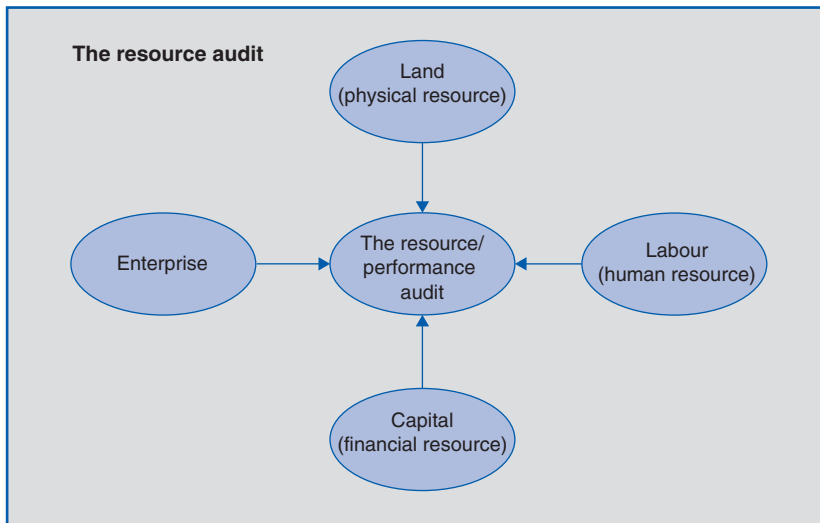 The resource audit
Land
(physical resource)
Enterprise
The resource/
performance
audit
Labour
(human resource)
Capital
(financial resource)